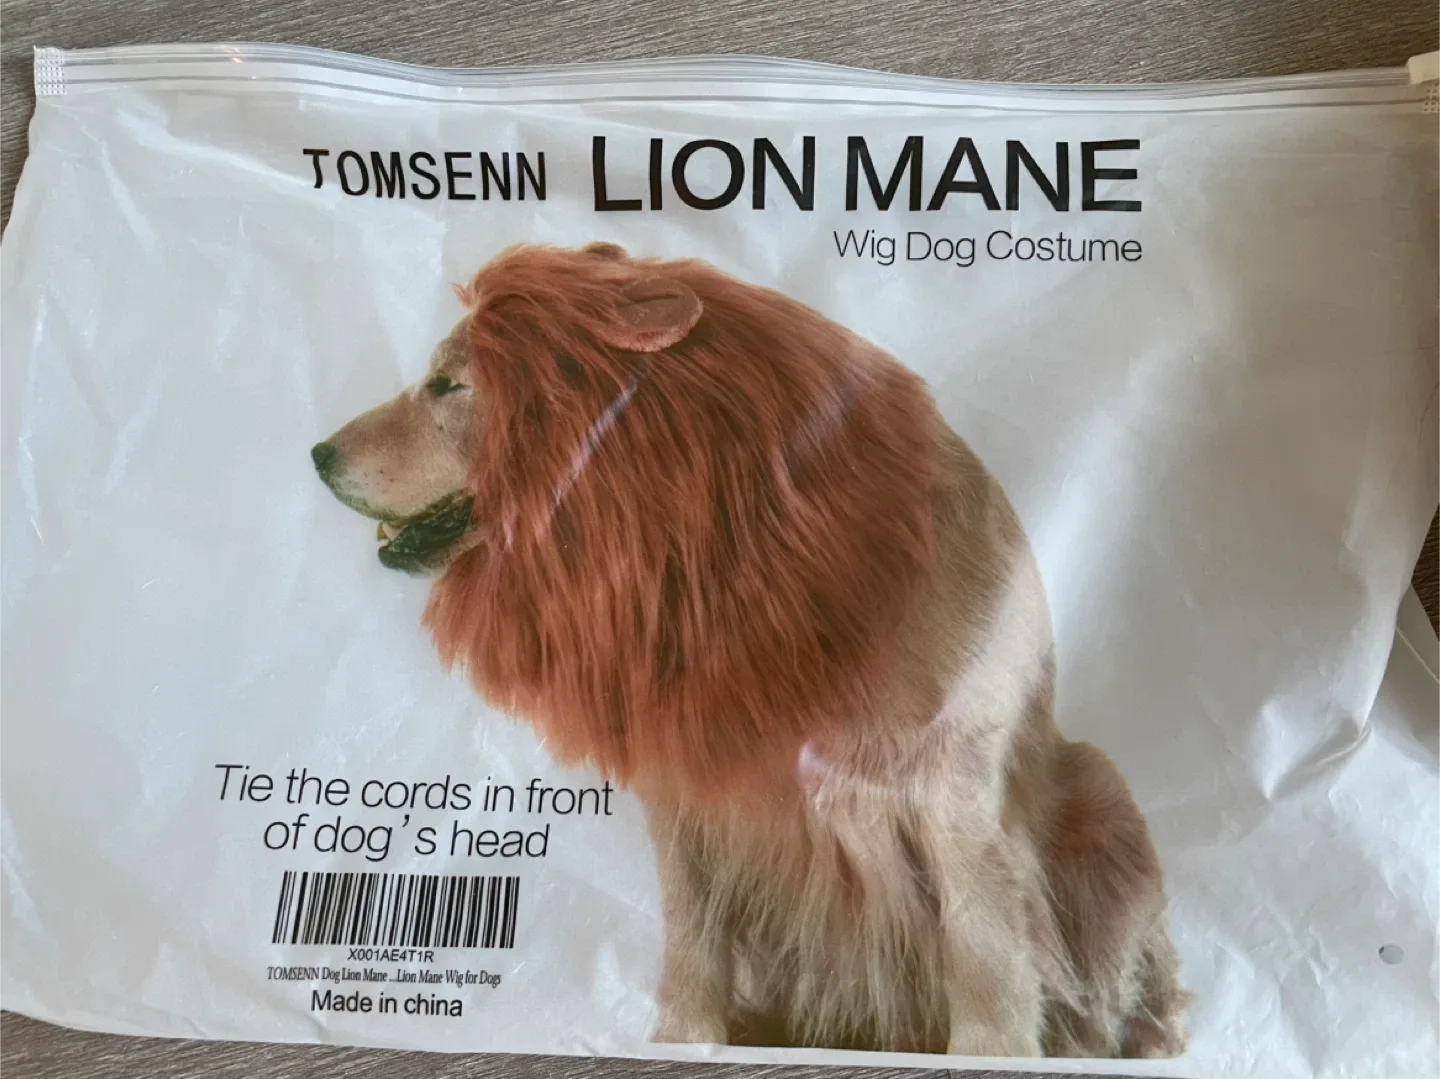 TOMSENN LION MANE
Wig Dog Costume
Tie the cords in front
of dog’s head
X001AE4T1R
TOMSENN Dog Lion Mane ...Lion Mane Wig for Dogs
Made in china